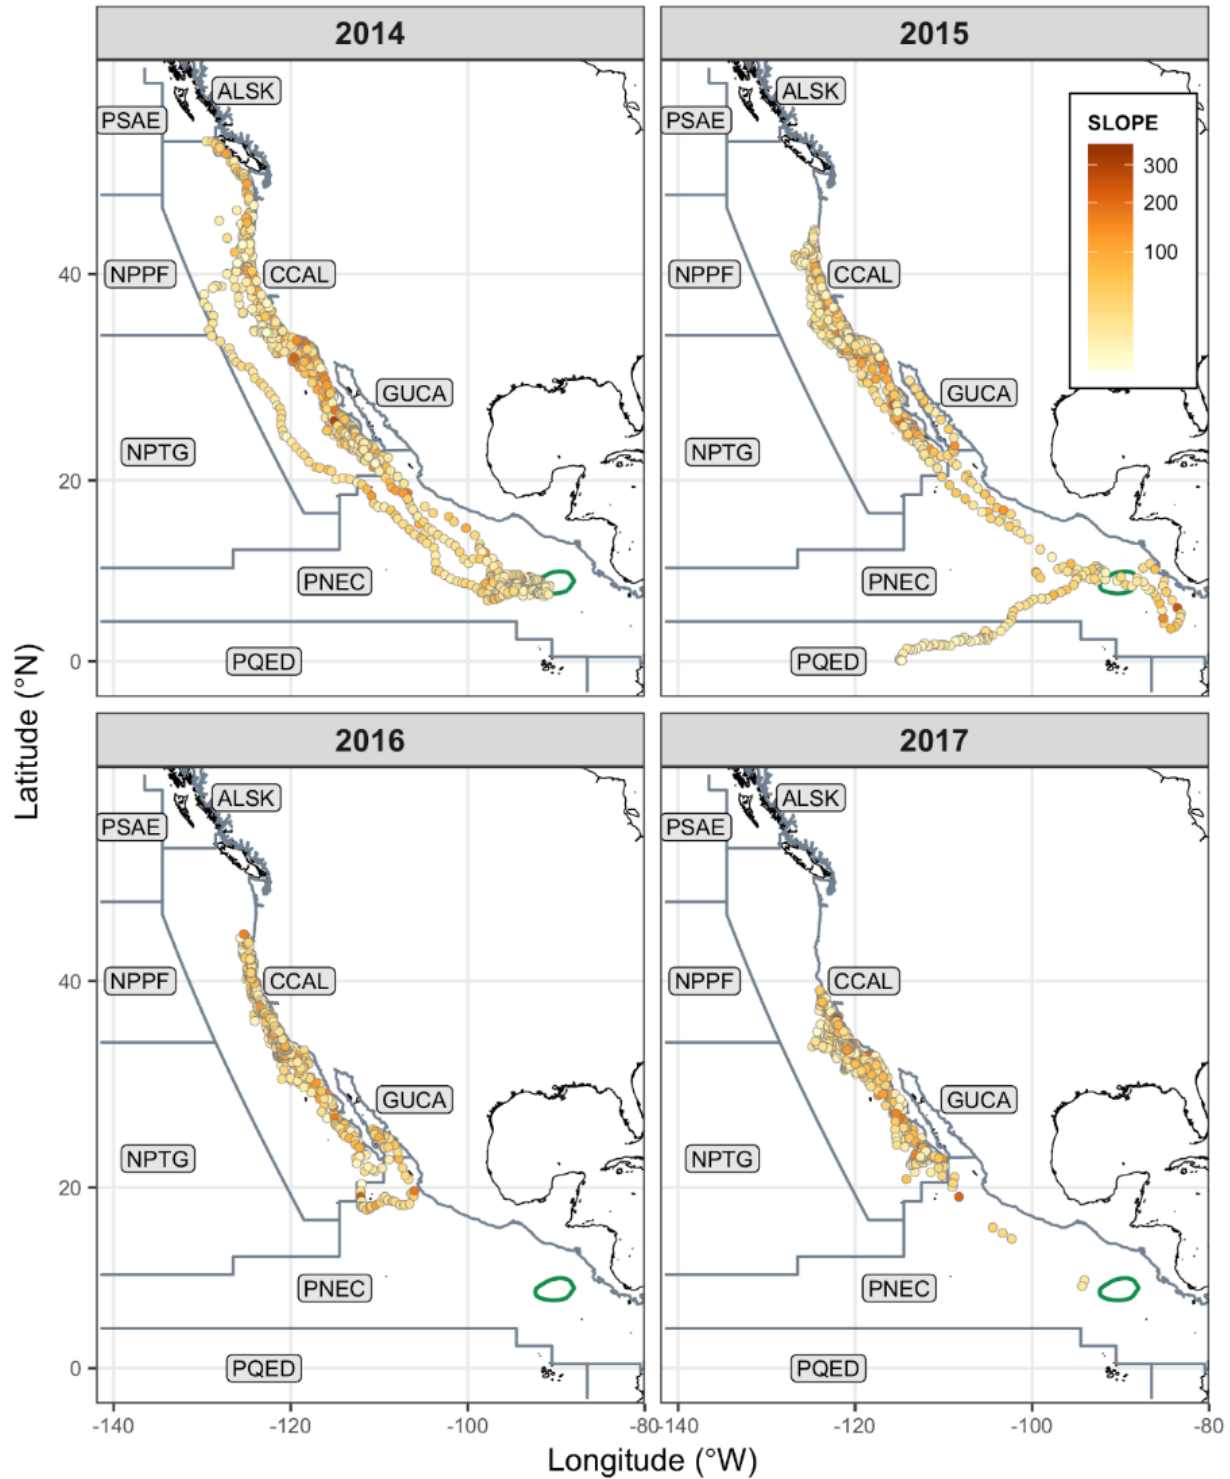 2014
2015
ALSK
PSAE
NPPF
CCAL
GUCA
NPTG
PNEC
PQED
ALSK
PSAE
NPPF
CCAL
GUCA
NPTG
PNEC
PQED
SLOPE
300
200
100
40
20
0
2016
2017
ALSK
PSAE
NPPF
CCAL
GUCA
NPTG
PNEC
PQED
ALSK
PSAE
NPPF
CCAL
GUCA
NPTG
PNEC
PQED
40
20
0
-140
-120
-100
-80
-140
-120
-100
-80
Latitude (°N)
Longitude (°W)